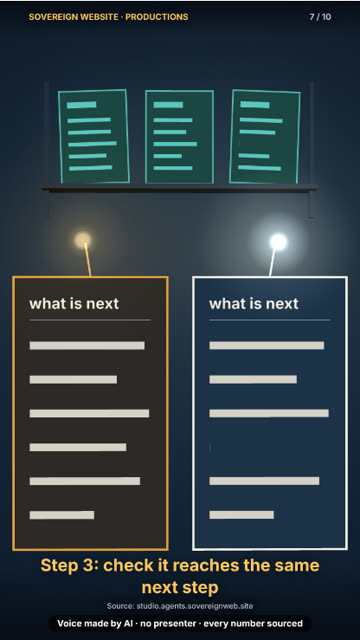 SOVEREIGN WEBSITE · PRODUCTIONS
7 / 10
what is next
what is next
Step 3: check it reaches the same
next step
Source: studio.agents.sovereignweb.site
Voice made by AI · no presenter · every number sourced